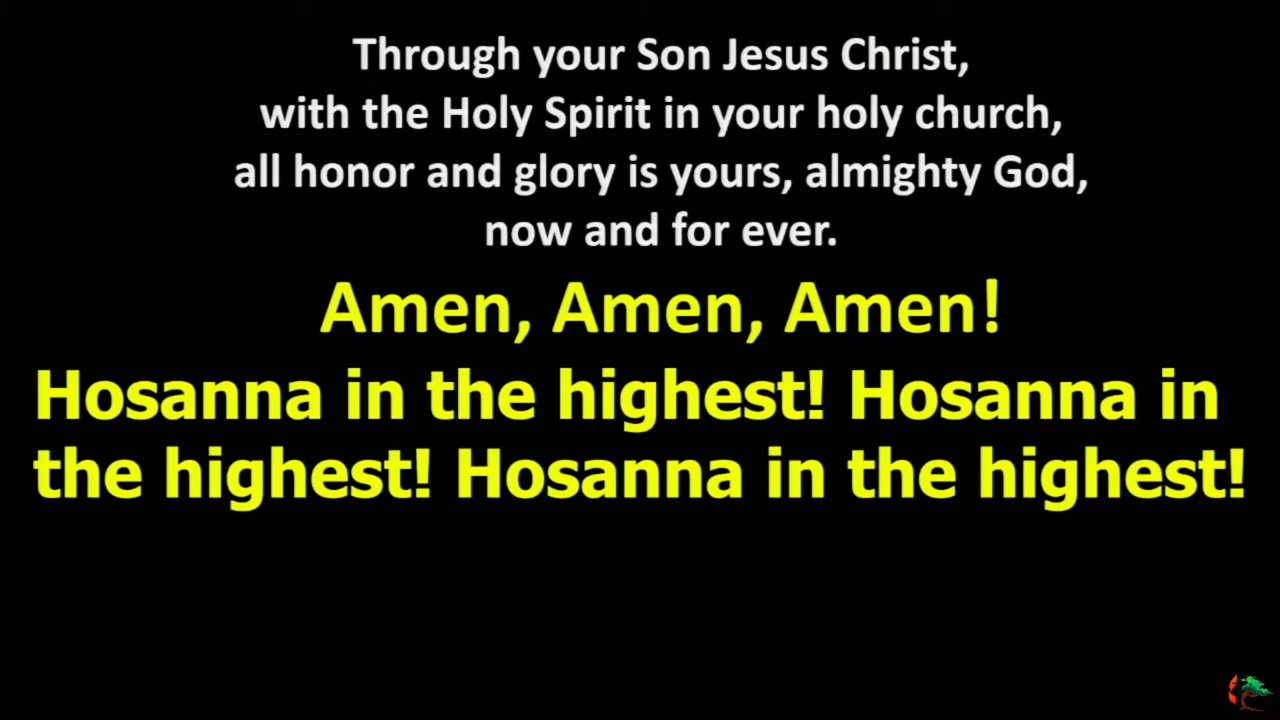 Through your Son Jesus Christ,
with the Holy Spirit in your holy church,
all honor and glory is yours, almighty God,
now and for ever.
Amen, Amen, Amen!
Hosanna in the highest! Hosanna in
the highest! Hosanna in the highest!